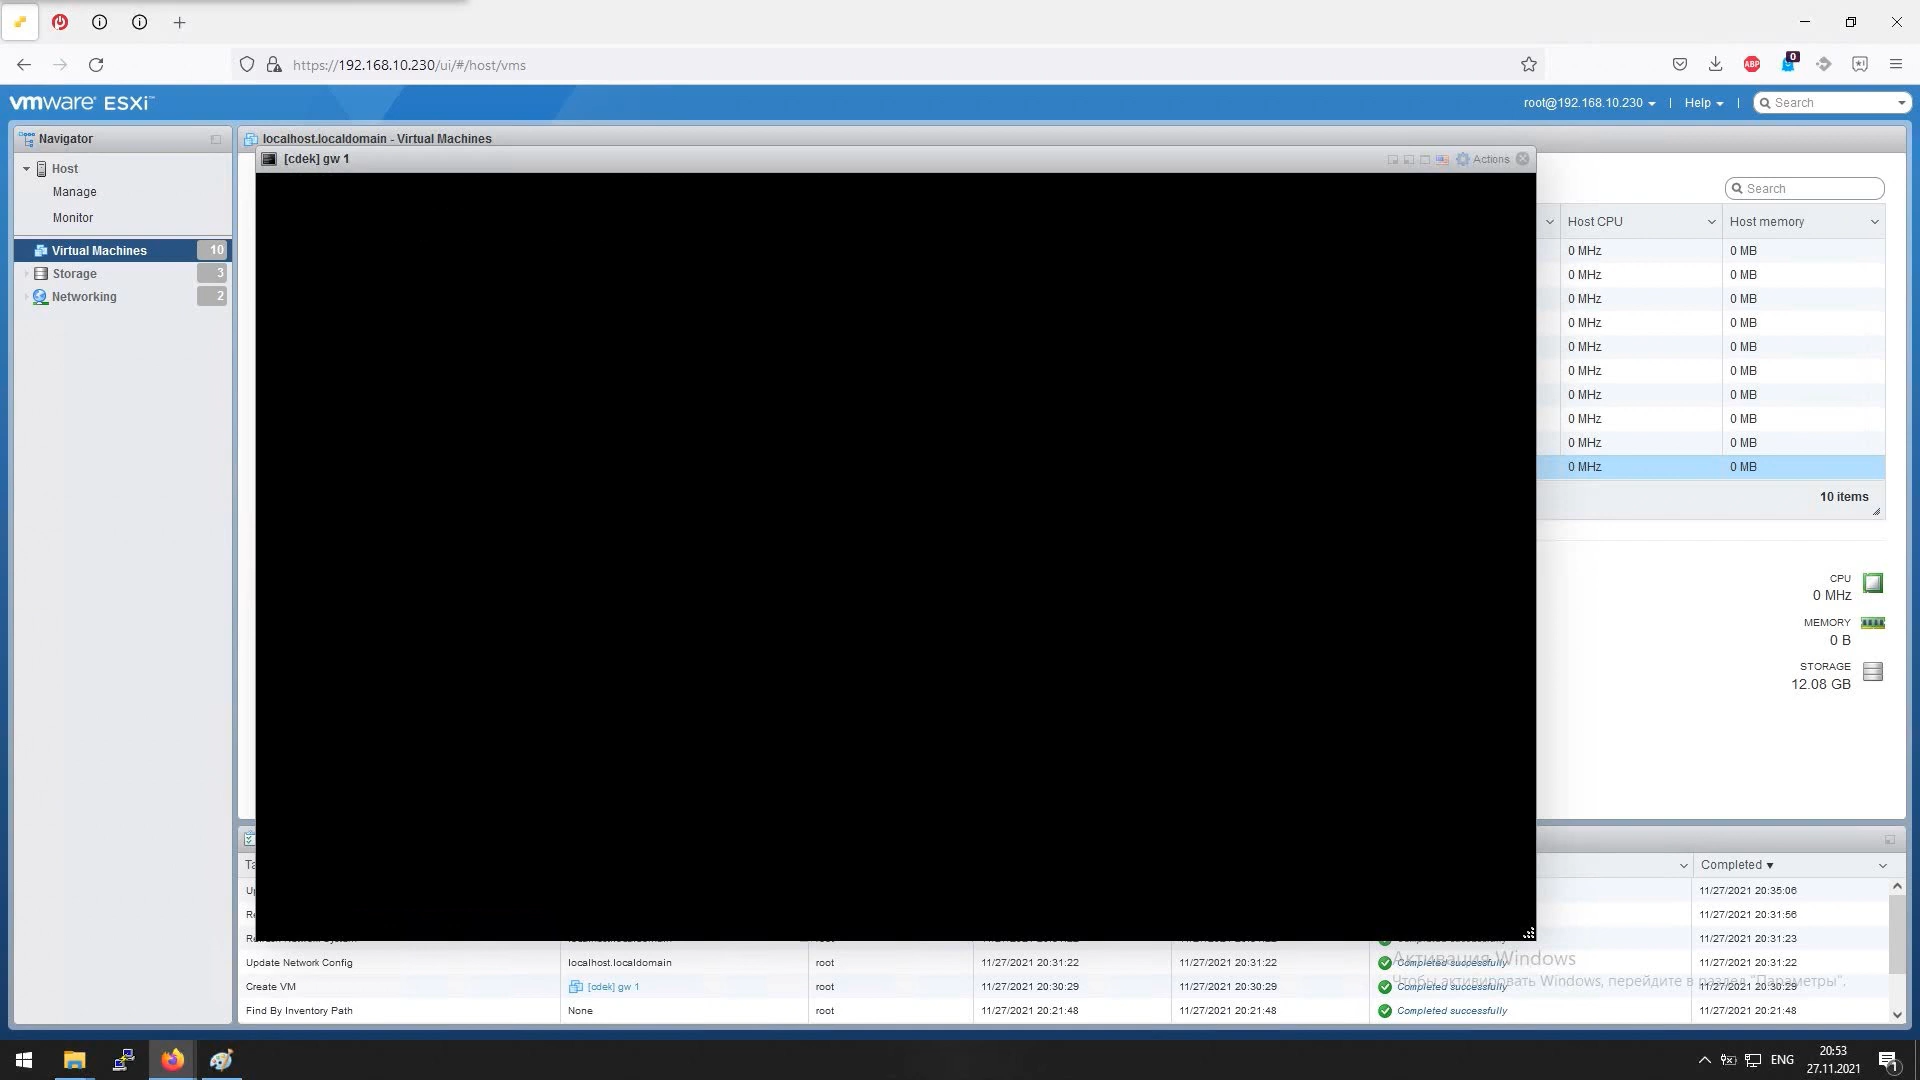 https://192.168.10.230/ui/#/host/vms
ABP
0
vmware ESXi™
root@192.168.10.230
|
Help
|
Search
Navigator
Host
Manage
Monitor
Virtual Machines 10
Storage 3
Networking 2
localhost.localdomain - Virtual Machines
[cdek] gw 1
Actions
Search
Host CPU Host memory
0 MHz 0 MB
0 MHz 0 MB
0 MHz 0 MB
0 MHz 0 MB
0 MHz 0 MB
0 MHz 0 MB
0 MHz 0 MB
0 MHz 0 MB
0 MHz 0 MB
0 MHz 0 MB
10 items
CPU
0 MHz
MEMORY
0 B
STORAGE
12.08 GB
Completed
11/27/2021 20:35:06
11/27/2021 20:31:56
11/27/2021 20:31:23
Update Network Config localhost.localdomain root 11/27/2021 20:31:22 11/27/2021 20:31:22 Completed successfully 11/27/2021 20:31:22
Create VM [cdek] gw 1 root 11/27/2021 20:30:29 11/27/2021 20:30:29 Completed successfully 11/27/2021 20:30:29
Find By Inventory Path None root 11/27/2021 20:21:48 11/27/2021 20:21:48 Completed successfully 11/27/2021 20:21:48
Активация Windows
Чтобы активировать Windows, перейдите в раздел "Параметры".
ENG
20:53
27.11.2021
1